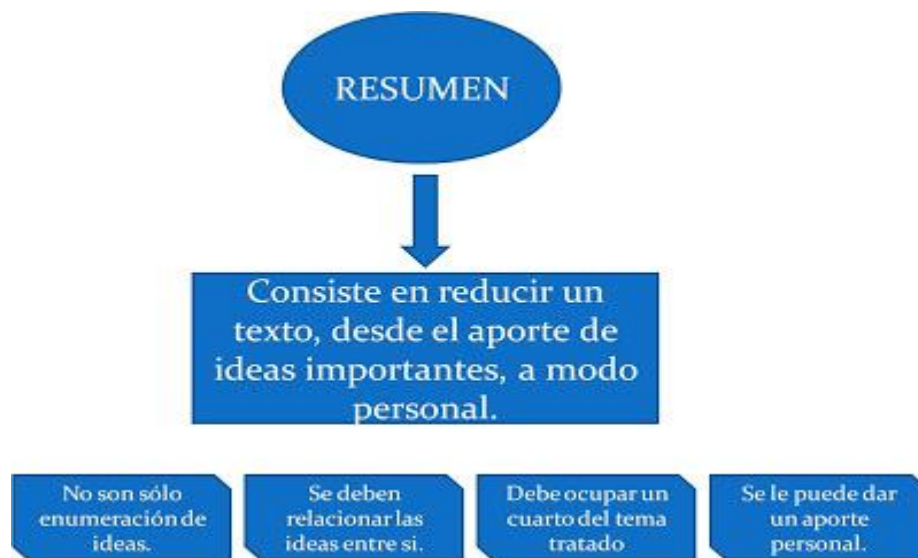 RESUMEN
Consiste en reducir un
texto, desde el aporte de
ideas importantes, a modo
personal.
No son sólo
enumeración de
ideas.
Se deben
relacionar las
ideas entre si.
Debe ocupar un
cuarto del tema
tratado
Se le puede dar
un aporte
personal.